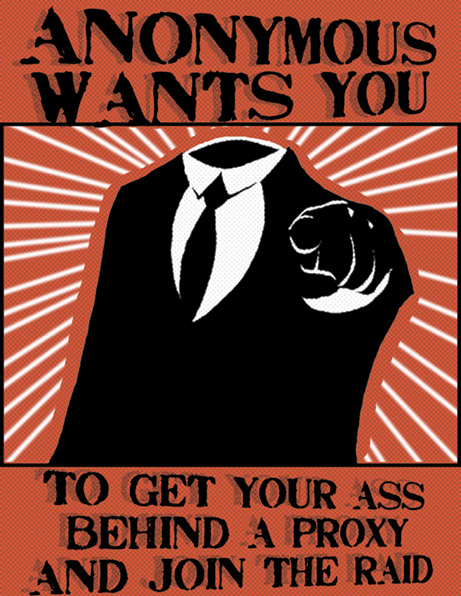 ANONYMOUS
WANTS YOU
TO GET YOUR ASS
BEHIND A PROXY
AND JOIN THE RAID